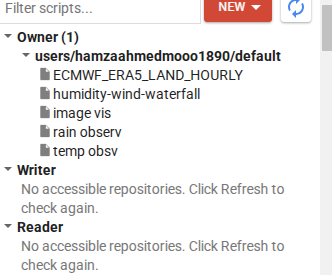 Filter scripts...
NEW
Owner (1)
users/hamzaahmedmooo1890/default
ECMWF_ERA5_LAND_HOURLY
humidity-wind-waterfall
image vis
rain observ
temp obsv
Writer
No accessible repositories. Click Refresh to
check again.
Reader
No accessible repositories. Click Refresh to
check again.